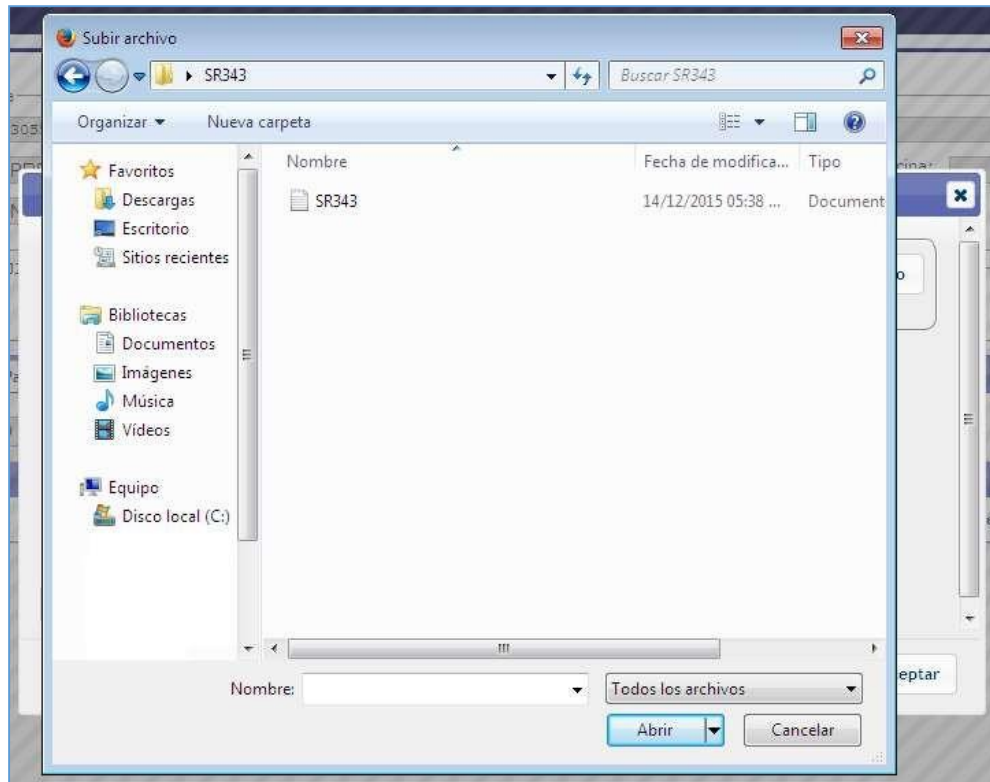 Subir archivo
SR343
Buscar SR343
Organizar
Nueva carpeta
Nombre
Fecha de modifica...
Tipo
Favoritos
Descargas
Escritorio
Sitios recientes
SR343
14/12/2015 05:38 ...
Document
Bibliotecas
Documentos
Imágenes
Música
Vídeos
Equipo
Disco local (C:)
Nombre:
Todos los archivos
Abrir
Cancelar
eptar